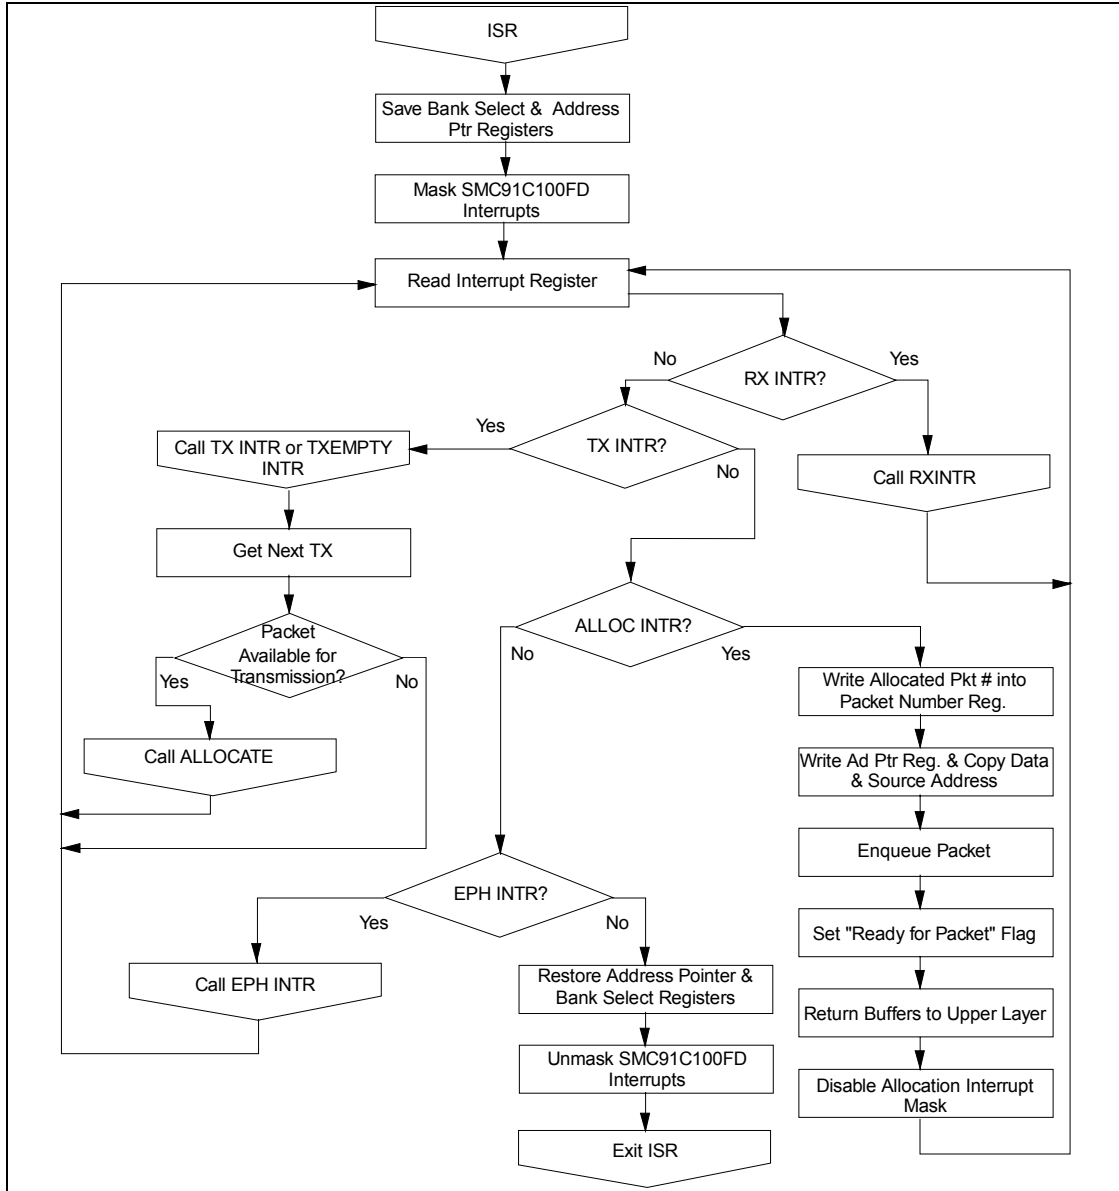 ISR
Save Bank Select & Address
Ptr Registers
Mask SMC91C100FD
Interrupts
Read Interrupt Register
No
Yes
RX INTR?
Yes
TX INTR?
No
Call TX INTR or TXEMPTY
INTR
Call RXINTR
Get Next TX
Packet
Available for
Transmission?
Yes
No
Call ALLOCATE
ALLOC INTR?
No
Yes
Write Allocated Pkt # into
Packet Number Reg.
Write Ad Ptr Reg. & Copy Data
& Source Address
Enqueue Packet
Set "Ready for Packet" Flag
Return Buffers to Upper Layer
Disable Allocation Interrupt
Mask
EPH INTR?
Yes
No
Call EPH INTR
Restore Address Pointer &
Bank Select Registers
Unmask SMC91C100FD
Interrupts
Exit ISR